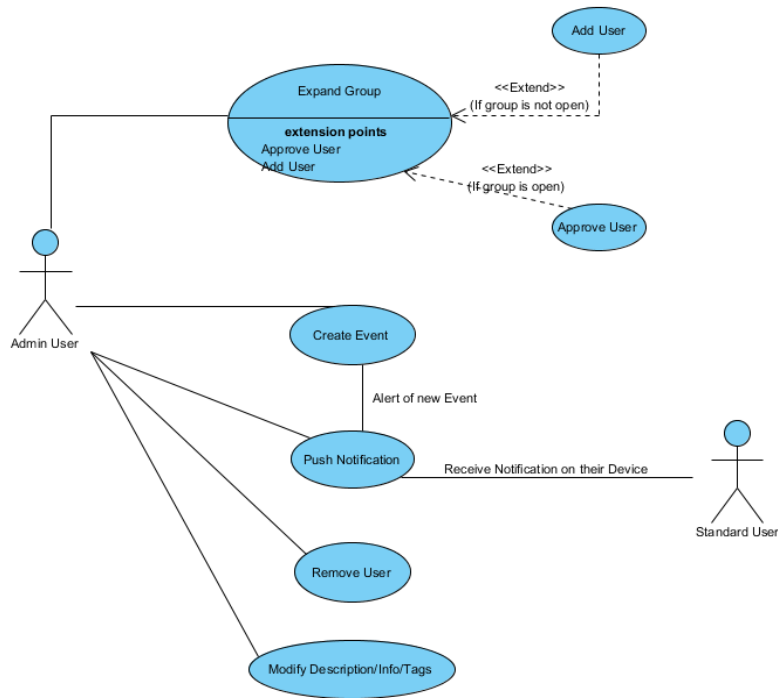 Add User
<<Extend>>
(If group is not open)
Expand Group
extension points
Approve User
Add User
<<Extend>>
(If group is open)
Approve User
Admin User
Create Event
Alert of new Event
Push Notification
Receive Notification on their Device
Standard User
Remove User
Modify Description/Info/Tags